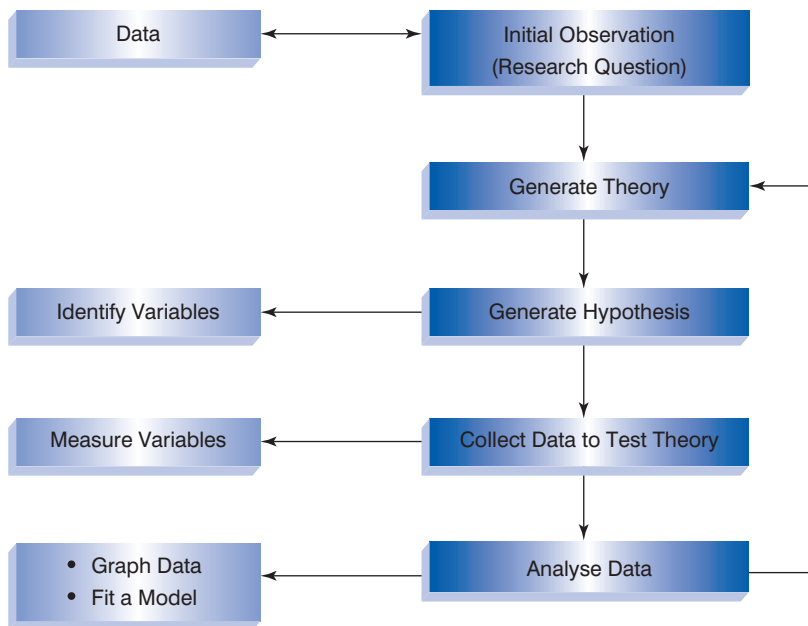 Data
Initial Observation
(Research Question)
Generate Theory
Identify Variables
Generate Hypothesis
Measure Variables
Collect Data to Test Theory
• Graph Data
• Fit a Model
Analyse Data